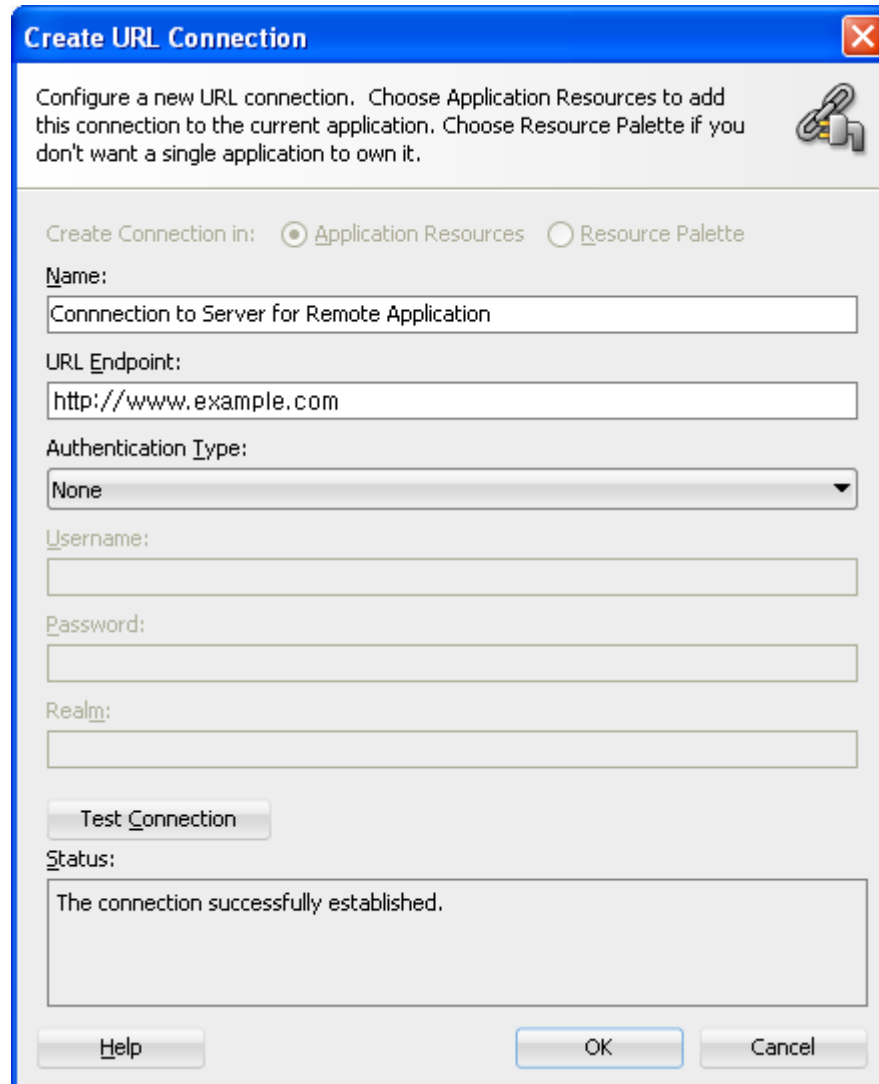 Create URL Connection
Configure a new URL connection.  Choose Application Resources to add
this connection to the current application. Choose Resource Palette if you
don't want a single application to own it.
Create Connection in: Application Resources Resource Palette
Name:
Connnection to Server for Remote Application
URL Endpoint:
http://www.example.com
Authentication Type:
None
Username:
Password:
Realm:
Test Connection
Status:
The connection successfully established.
Help OK Cancel